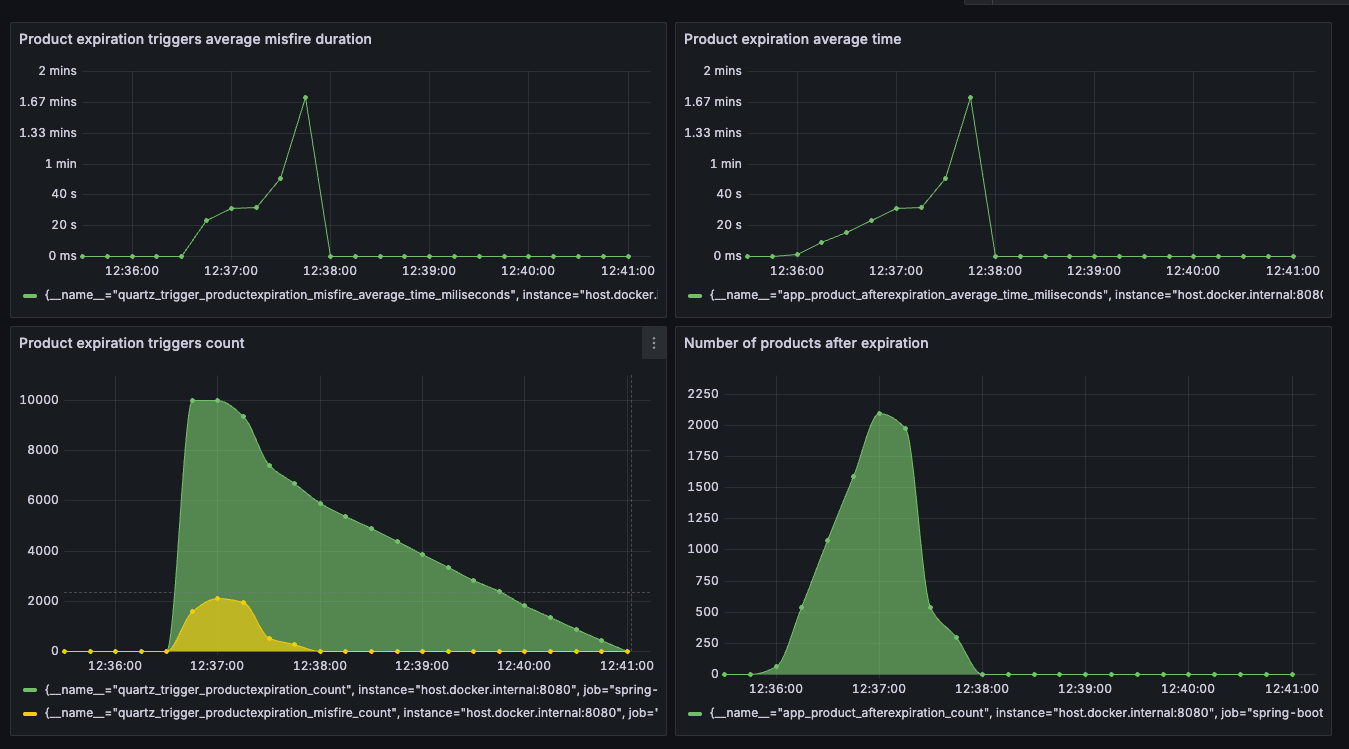 Product expiration triggers average misfire duration
2 mins
1.67 mins
1.33 mins
1 min
40 s
20 s
0 ms
12:36:00 12:37:00 12:38:00 12:39:00 12:40:00 12:41:00
{__name__="quartz_trigger_productexpiration_misfire_average_time_miliseconds", instance="host.docker.
Product expiration average time
2 mins
1.67 mins
1.33 mins
1 min
40 s
20 s
0 ms
12:36:00 12:37:00 12:38:00 12:39:00 12:40:00 12:41:00
{__name__="app_product_afterexpiration_average_time_miliseconds", instance="host.docker.internal:8080
Product expiration triggers count
10000
8000
6000
4000
2000
0
12:36:00 12:37:00 12:38:00 12:39:00 12:40:00 12:41:00
{__name__="quartz_trigger_productexpiration_count", instance="host.docker.internal:8080", job="spring-
{__name__="quartz_trigger_productexpiration_misfire_count", instance="host.docker.internal:8080", job="
Number of products after expiration
2250
2000
1750
1500
1250
1000
750
500
250
0
12:36:00 12:37:00 12:38:00 12:39:00 12:40:00 12:41:00
{__name__="app_product_afterexpiration_count", instance="host.docker.internal:8080", job="spring-boot